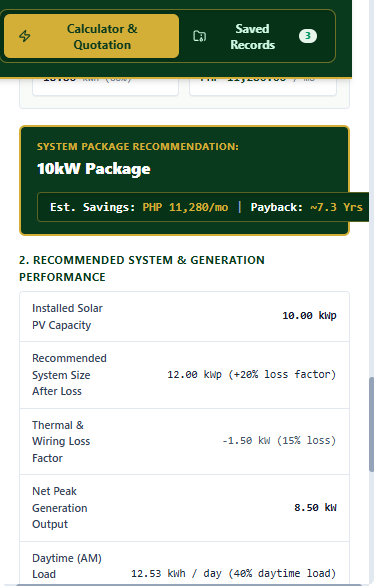 Calculator &
Quotation
Saved
Records
3
SYSTEM PACKAGE RECOMMENDATION:
10kW Package
Est. Savings: PHP 11,280/mo | Payback: ~7.3 Yrs
2. RECOMMENDED SYSTEM & GENERATION
PERFORMANCE
Installed Solar
PV Capacity
10.00 kWp
Recommended
System Size
After Loss
12.00 kWp (+20% loss factor)
Thermal &
Wiring Loss
Factor
-1.50 kW (15% loss)
Net Peak
Generation
Output
8.50 kW
Daytime (AM)
Load
12.53 kWh / day (40% daytime load)